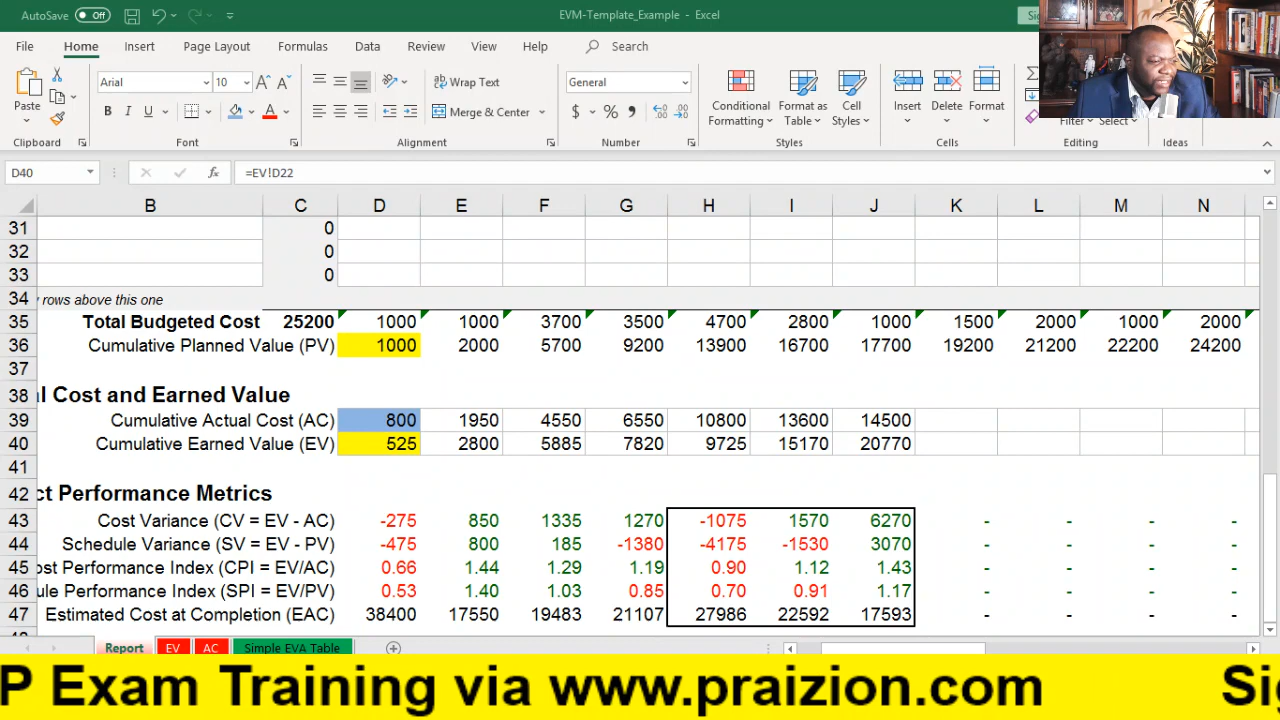 AutoSave Off EVM-Template_Example - Excel
File Home Insert Page Layout Formulas Data Review View Help Search
Paste Arial 10 Wrap Text General
B I U A Merge & Center $ % Conditional Formatting Format as Table Cell Styles Insert Delete Format Filter Select
Clipboard Font Alignment Number Styles Cells Editing Ideas
D40 fx =EV!D22
B C D E F G H I J K L M N
31 0
32 0
33 0
34 rows above this one
35 Total Budgeted Cost 25200 1000 1000 3700 3500 4700 2800 1000 1500 2000 1000 2000
36 Cumulative Planned Value (PV) 1000 2000 5700 9200 13900 16700 17700 19200 21200 22200 24200
37
38 l Cost and Earned Value
39 Cumulative Actual Cost (AC) 800 1950 4550 6550 10800 13600 14500
40 Cumulative Earned Value (EV) 525 2800 5885 7820 9725 15170 20770
41
42 ct Performance Metrics
43 Cost Variance (CV = EV - AC) -275 850 1335 1270 -1075 1570 6270 - - - -
44 Schedule Variance (SV = EV - PV) -475 800 185 -1380 -4175 -1530 3070 - - - -
45 ost Performance Index (CPI = EV/AC) 0.66 1.44 1.29 1.19 0.90 1.12 1.43 - - - -
46 ule Performance Index (SPI = EV/PV) 0.53 1.40 1.03 0.85 0.70 0.91 1.17 - - - -
47 Estimated Cost at Completion (EAC) 38400 17550 19483 21107 27986 22592 17593 - - - -
Report EV AC Simple EVA Table
P Exam Training via www.praizion.com Si